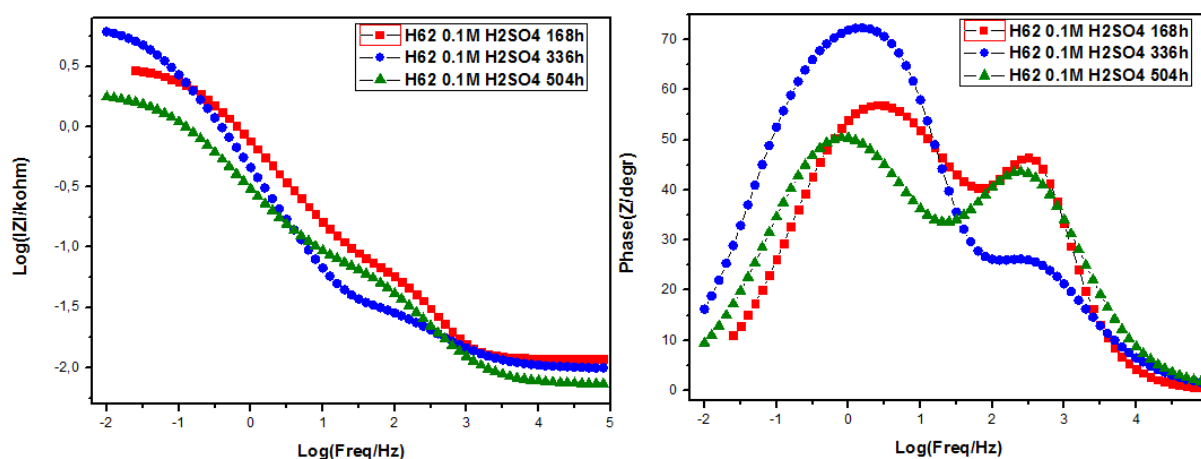 H62 0.1M H2SO4 168h
H62 0.1M H2SO4 336h
H62 0.1M H2SO4 504h
0,5
0,0
-0,5
-1,0
-1,5
-2,0
Log(IZI/kohm)
-2
-1
0
1
2
3
4
5
Log(Freq/Hz)
H62 0.1M H2SO4 168h
H62 0.1M H2SO4 336h
H62 0.1M H2SO4 504h
70
60
50
40
30
20
10
0
Phase(Z/degr)
-2
-1
0
1
2
3
4
Log(Freq/Hz)